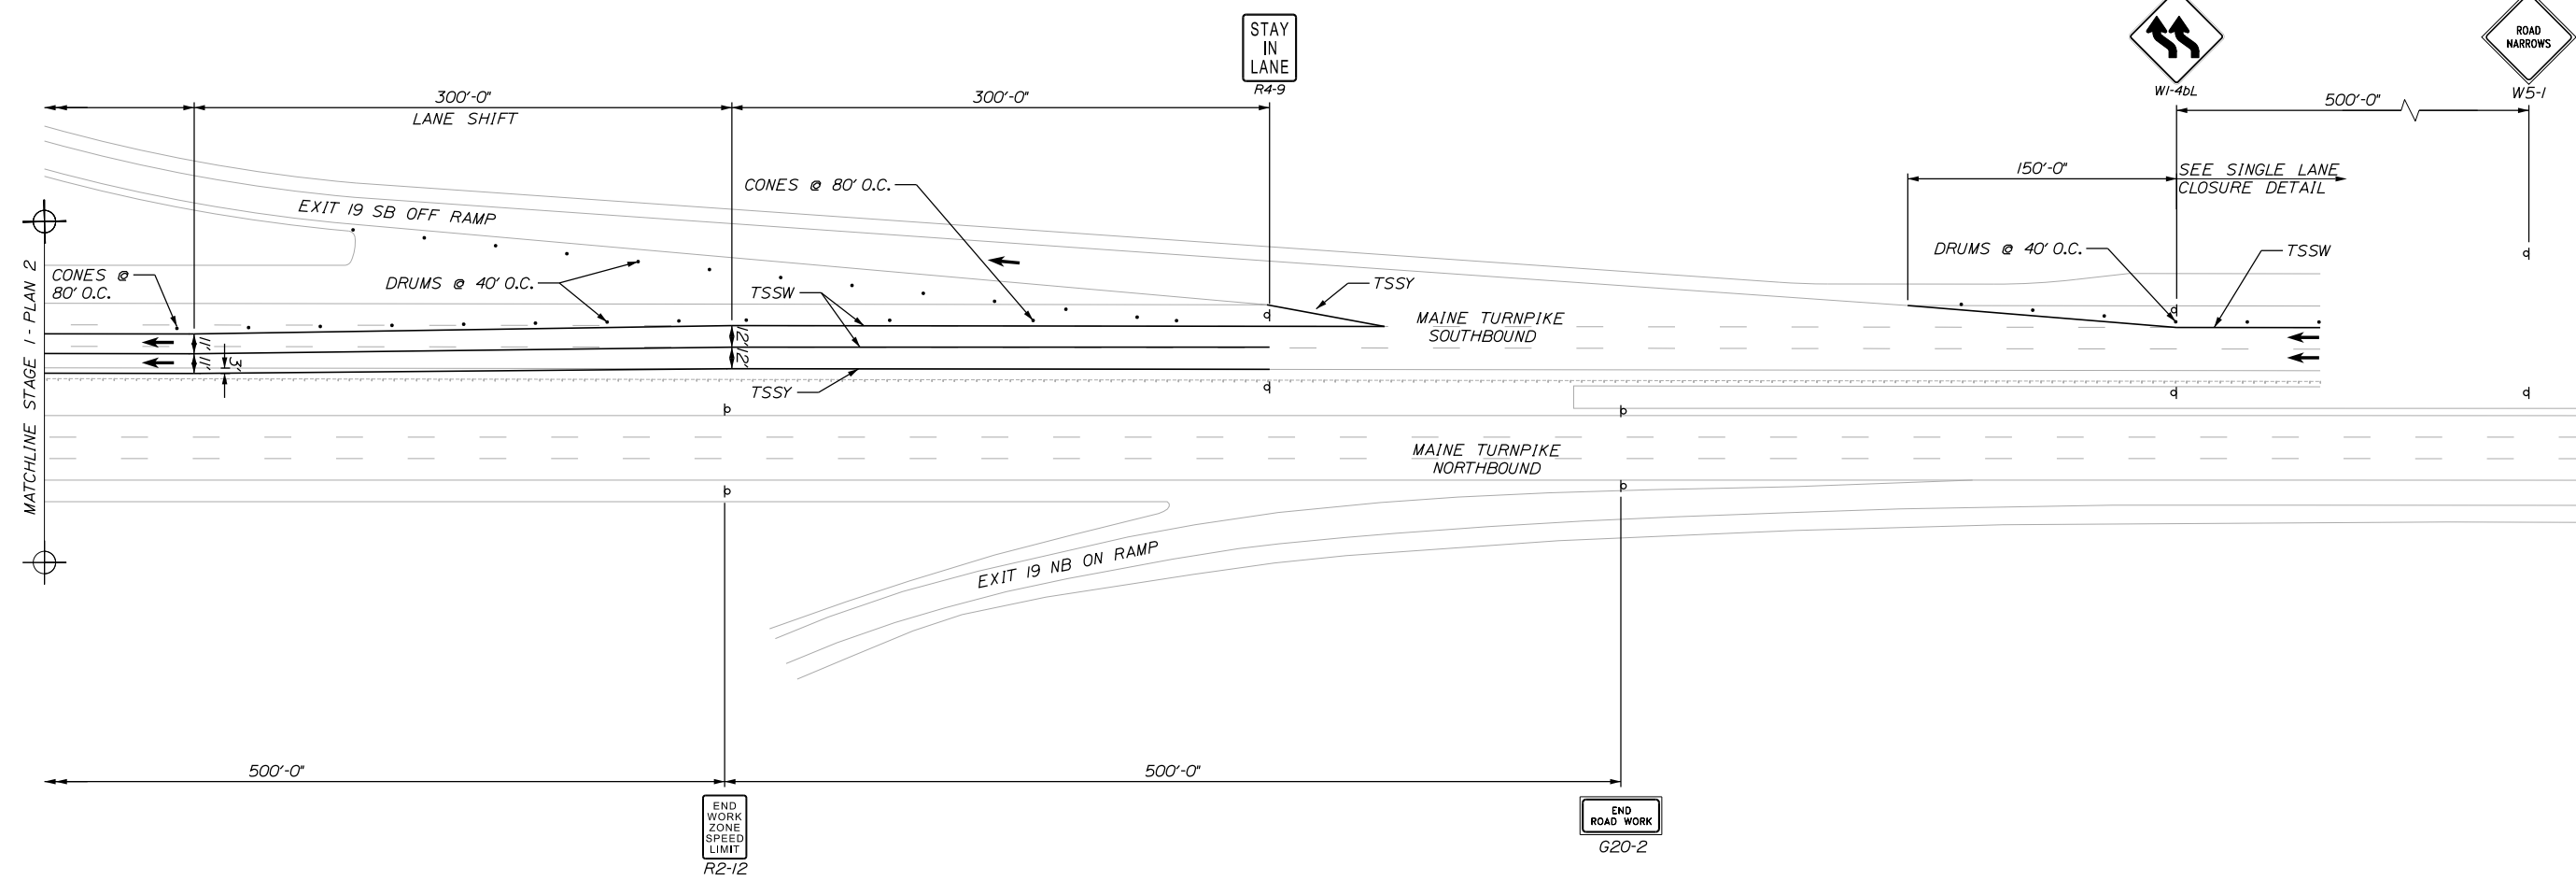 STAY
IN
LANE
R4-9
W1-4bL
ROAD
NARROWS
W5-1
300'-0"
LANE SHIFT
300'-0"
500'-0"
150'-0"
SEE SINGLE LANE
CLOSURE DETAIL
CONES @ 80' O.C.
EXIT 19 SB OFF RAMP
CONES @
80' O.C.
DRUMS @ 40' O.C.
TSSW
TSSY
DRUMS @ 40' O.C.
TSSW
MAINE TURNPIKE
SOUTHBOUND
11'
11'
3'
12'
12'
TSSY
MATCHLINE STAGE 1 - PLAN 2
MAINE TURNPIKE
NORTHBOUND
EXIT 19 NB ON RAMP
500'-0"
500'-0"
END
WORK
ZONE
SPEED
LIMIT
R2-12
END
ROAD WORK
G20-2